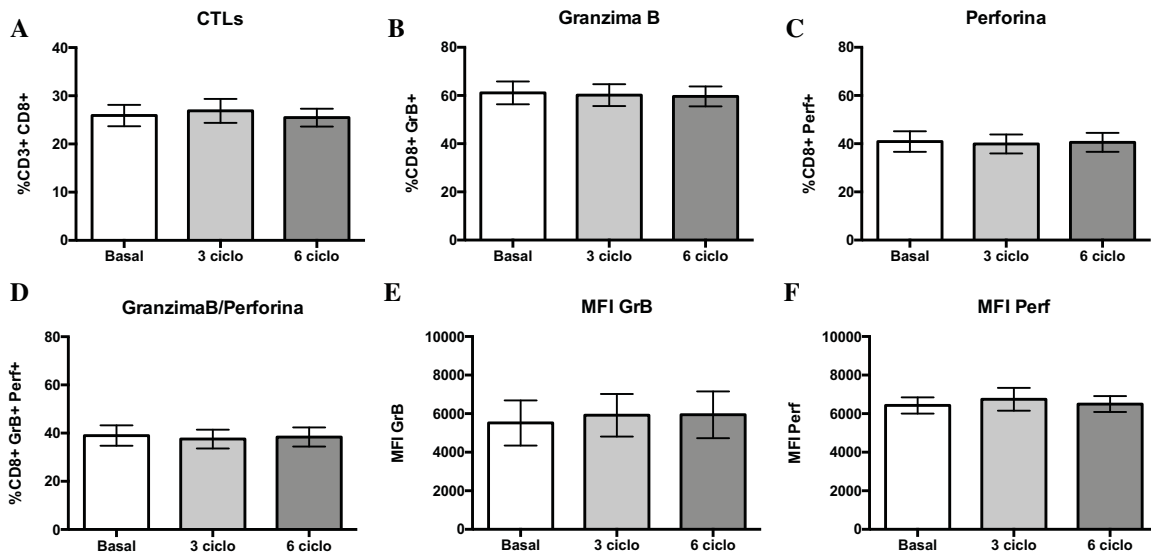 A
CTLs
%CD3+ CD8+
40
30
20
10
0
Basal
3 ciclo
6 ciclo
B
Granzima B
%CD8+ GrB+
80
60
40
20
0
Basal
3 ciclo
6 ciclo
C
Perforina
%CD8+ Perf+
80
60
40
20
0
Basal
3 ciclo
6 ciclo
D
GranzimaB/Perforina
%CD8+ GrB+ Perf+
80
60
40
20
0
Basal
3 ciclo
6 ciclo
E
MFI GrB
MFI GrB
10000
8000
6000
4000
2000
0
Basal
3 ciclo
6 ciclo
F
MFI Perf
MFI Perf
10000
8000
6000
4000
2000
0
Basal
3 ciclo
6 ciclo